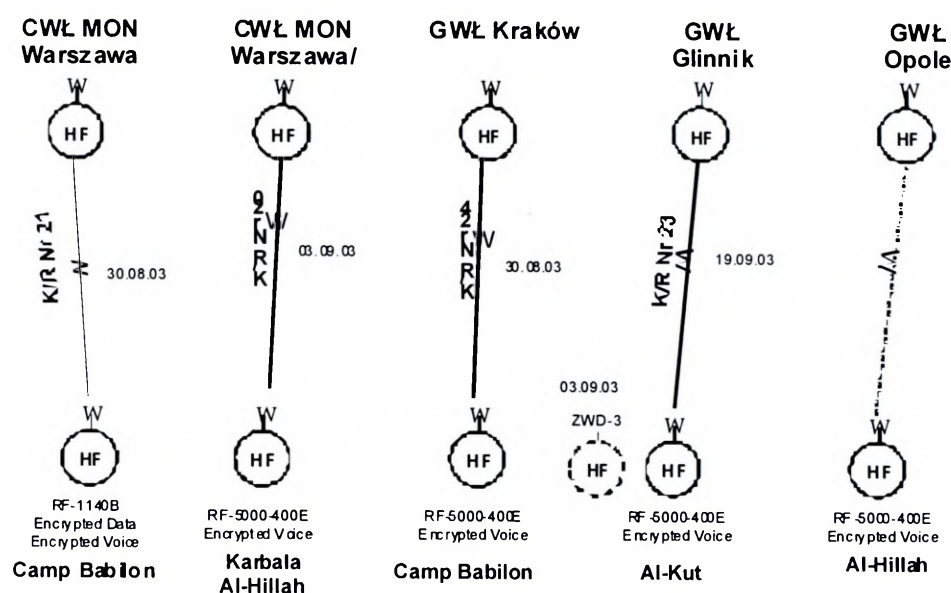 CWŁ MON
Warszawa
W
HF
K/R Nr 21
30.08.03
W
HF
RF-1140B
Encrypted Data
Encrypted Voice
Camp Babilon
CWŁ MON
Warszawa/
W
HF
K R N r 2 0
03.09.03
W
HF
RF-5000-400E
Encrypted Voice
Karbala
Al-Hillah
GWŁ Kraków
W
HF
K R N r 2 4
30.08.03
W
HF
RF-5000-400E
Encrypted Voice
Camp Babilon
GWŁ
Glinnik
W
HF
K/R Nr 23
19.09.03
03.09.03
ZWD-3
HF
W
HF
RF-5000-400E
Encrypted Voice
Al-Kut
GWŁ
Opole
W
HF
W
HF
RF-5000-400E
Encrypted Voice
Al-Hillah